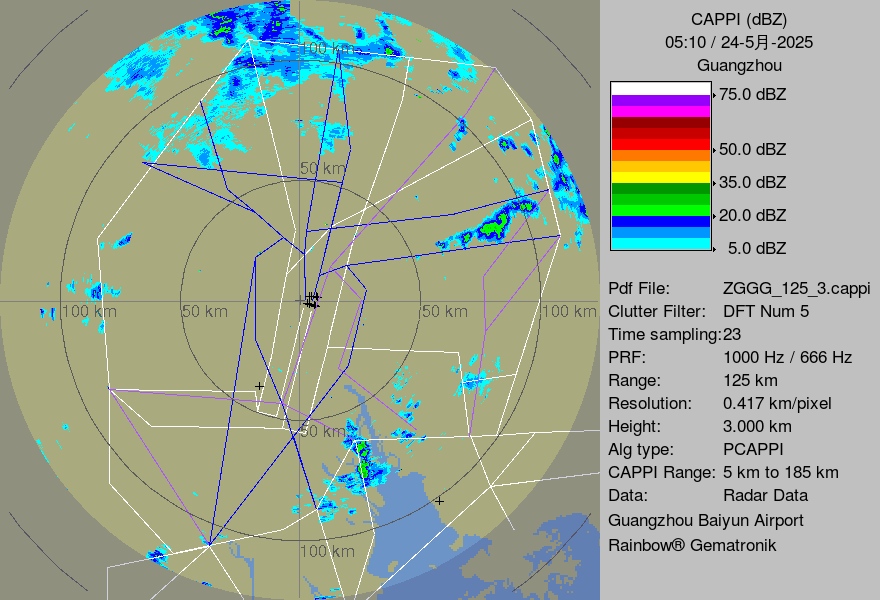 CAPPI (dBZ)
05:10 / 24-5月-2025
Guangzhou
75.0 dBZ
50.0 dBZ
35.0 dBZ
20.0 dBZ
5.0 dBZ
Pdf File: ZGGG_125_3.cappi
Clutter Filter: DFT Num 5
Time sampling:23
PRF: 1000 Hz / 666 Hz
Range: 125 km
Resolution: 0.417 km/pixel
Height: 3.000 km
Alg type: PCAPPI
CAPPI Range: 5 km to 185 km
Data: Radar Data
Guangzhou Baiyun Airport
Rainbow® Gematronik
100 km
50 km
100 km
50 km
50 km
100 km
50 km
100 km